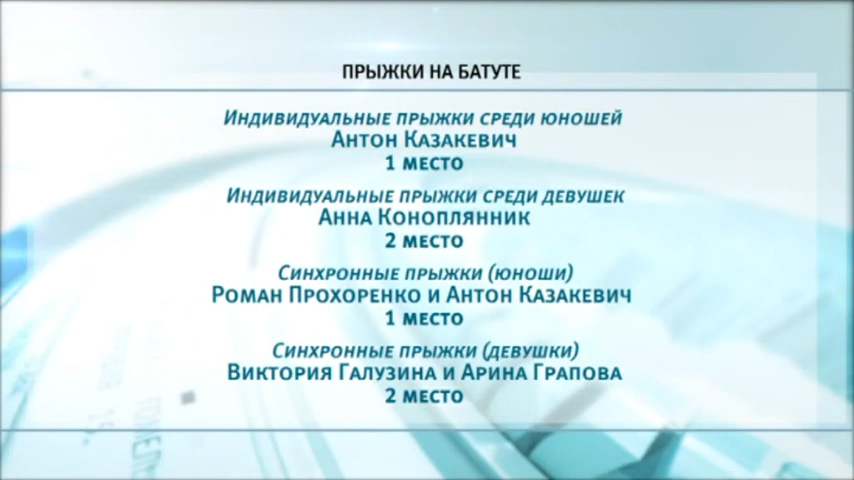 ПРЫЖКИ НА БАТУТЕ
ИНДИВИДУАЛЬНЫЕ ПРЫЖКИ СРЕДИ ЮНОШЕЙ
АНТОН КАЗАКЕВИЧ
1 МЕСТО
ИНДИВИДУАЛЬНЫЕ ПРЫЖКИ СРЕДИ ДЕВУШЕК
АННА КОНОПЛЯННИК
2 МЕСТО
СИНХРОННЫЕ ПРЫЖКИ (ЮНОШИ)
РОМАН ПРОХОРЕНКО И АНТОН КАЗАКЕВИЧ
1 МЕСТО
СИНХРОННЫЕ ПРЫЖКИ (ДЕВУШКИ)
ВИКТОРИЯ ГАЛУЗИНА И АРИНА ГРАПОВА
2 МЕСТО